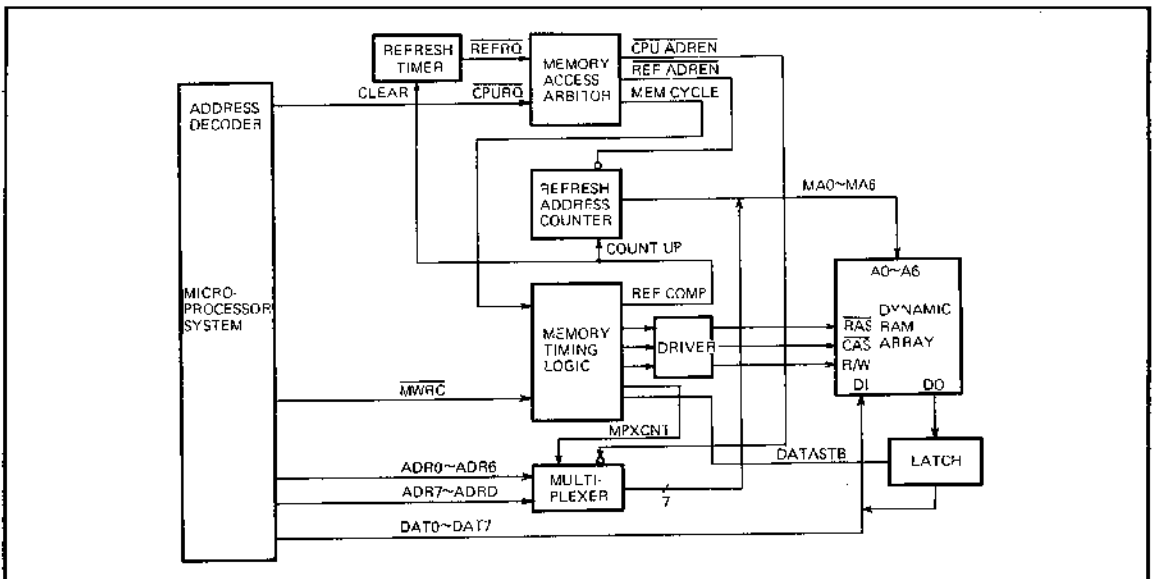 REFRESH
TIMER
REFRQ
MEMORY
ACCESS
ARBITOR
CPU ADREN
REF ADREN
MEM CYCLE
CLEAR
CPURQ
ADDRESS
DECODER
REFRESH
ADDRESS
COUNTER
MA0~MA6
COUNT UP
A0~A6
MICRO-
PROCESSOR
SYSTEM
REF COMP
MEMORY
TIMING
LOGIC
DRIVER
RAS
CAS
R/W
DYNAMIC
RAM
ARRAY
DI
DO
MWRC
MPXCNT
DATASTB
LATCH
ADR0~ADR6
ADR7~ADRD
MULTI-
PLEXER
7
DAT0~DAT7